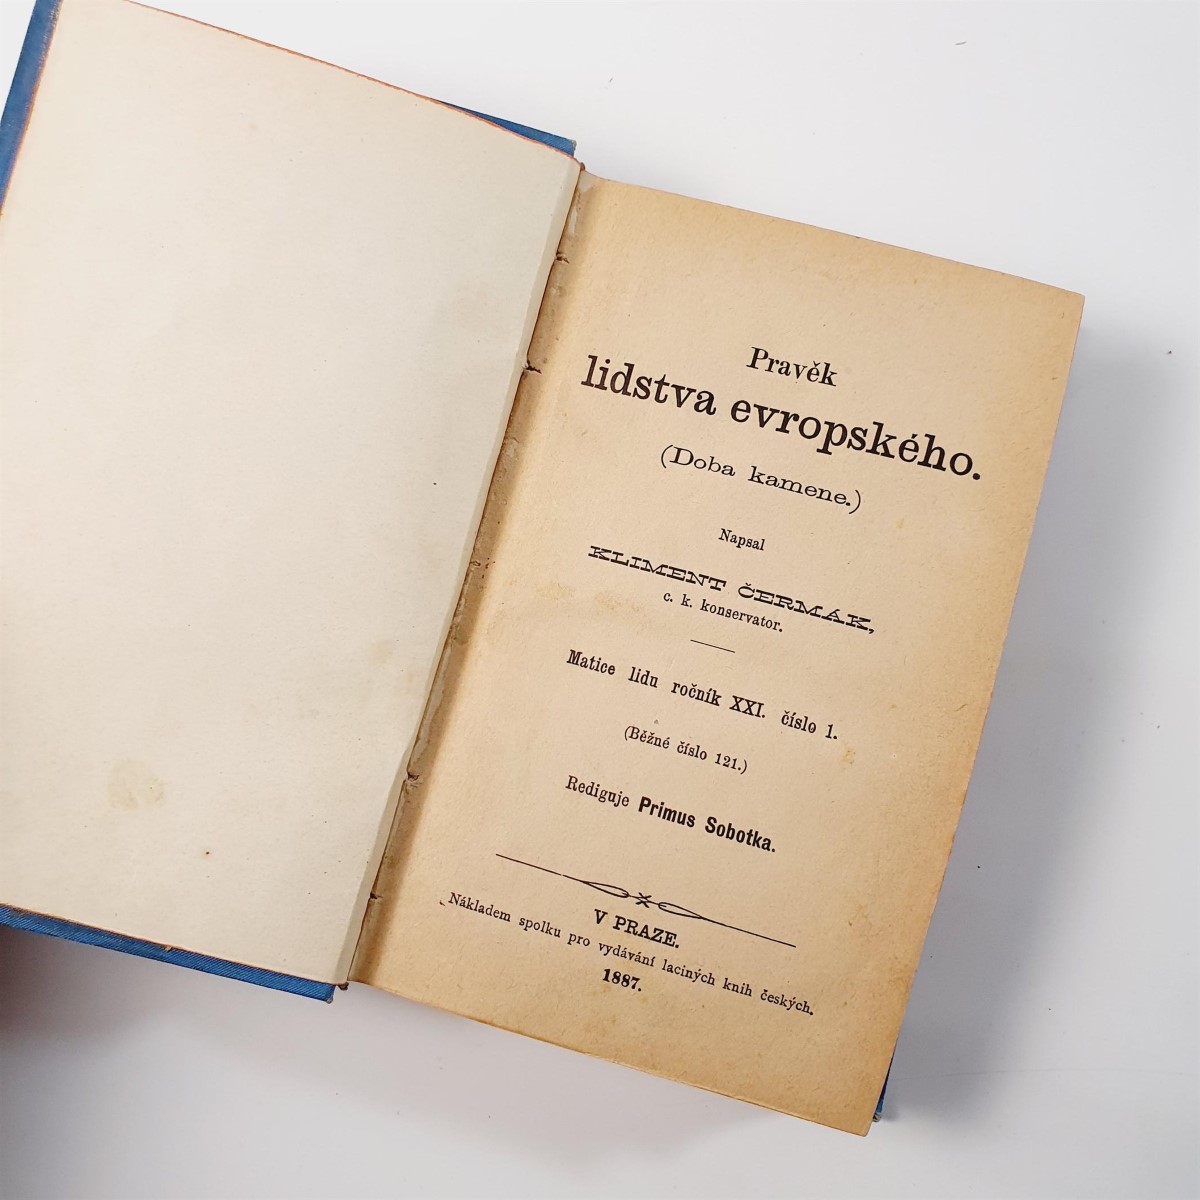 Pravěk
lidstva evropského.
(Doba kamene.)
Napsal
KLIMENT ČERMÁK,
c. k. konservator.
Matice lidu ročník XXI. číslo 1.
(Běžné číslo 121.)
Rediguje Primus Sobotka.
V PRAZE.
Nákladem spolku pro vydávání laciných knih českých.
1887.